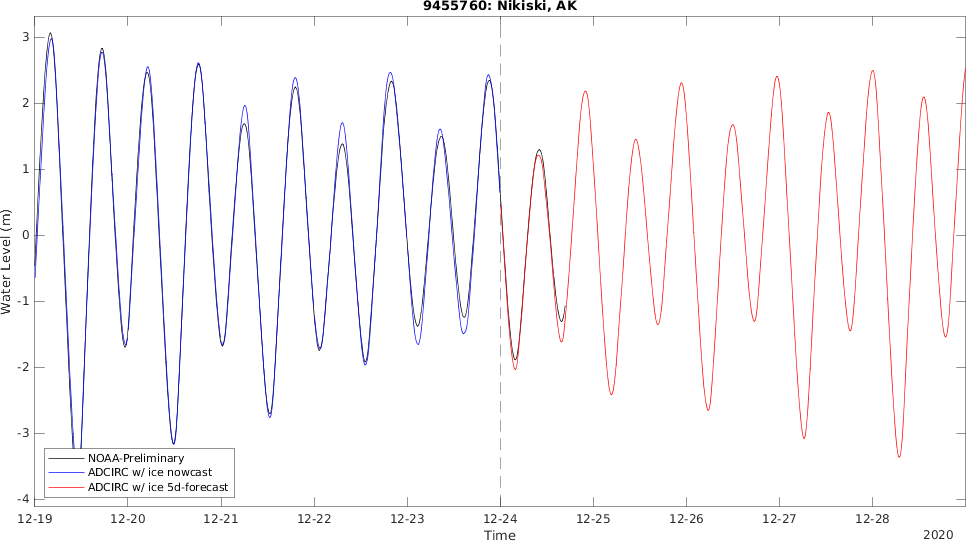 9455760: Nikiski, AK
3
2
1
0
-1
-2
-3
-4
Water Level (m)
NOAA-Preliminary
ADCIRC w/ ice nowcast
ADCIRC w/ ice 5d-forecast
12-19 12-20 12-21 12-22 12-23 12-24 12-25 12-26 12-27 12-28
Time
2020